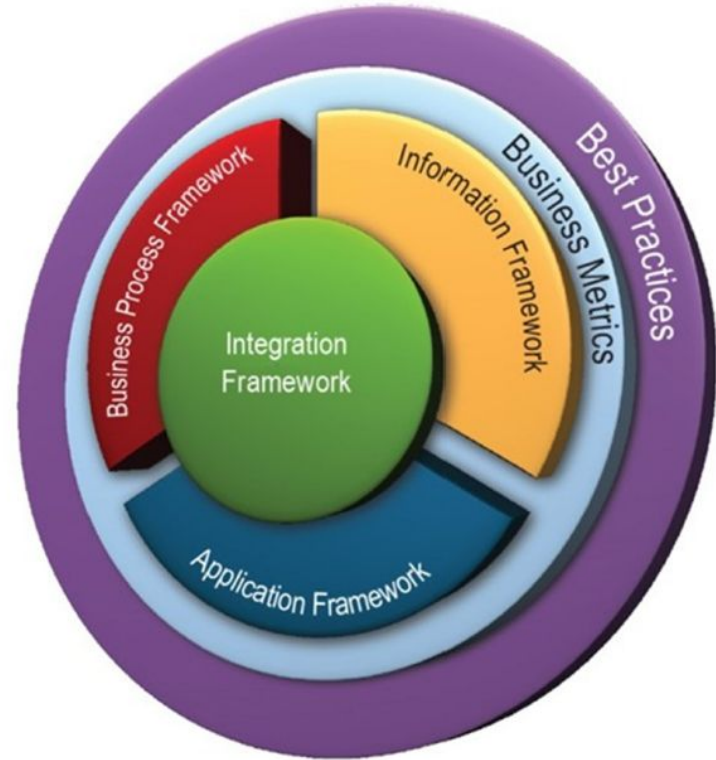 Best Practices
Business Metrics
Business Process Framework
Information Framework
Integration
Framework
Application Framework